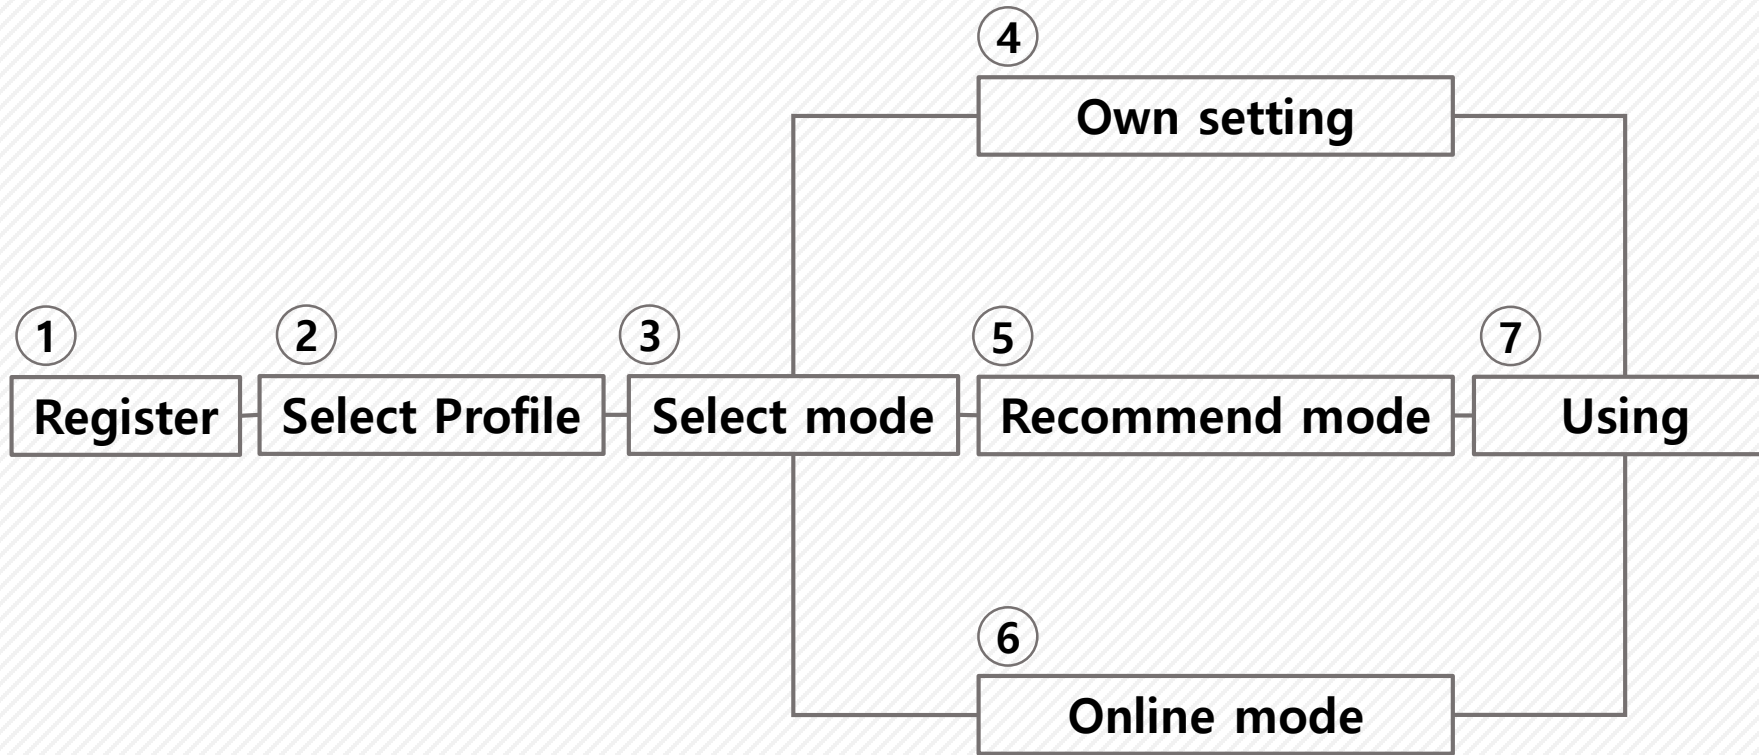 ④
Own setting
①
Register
②
Select Profile
③
Select mode
⑤
Recommend mode
⑦
Using
⑥
Online mode